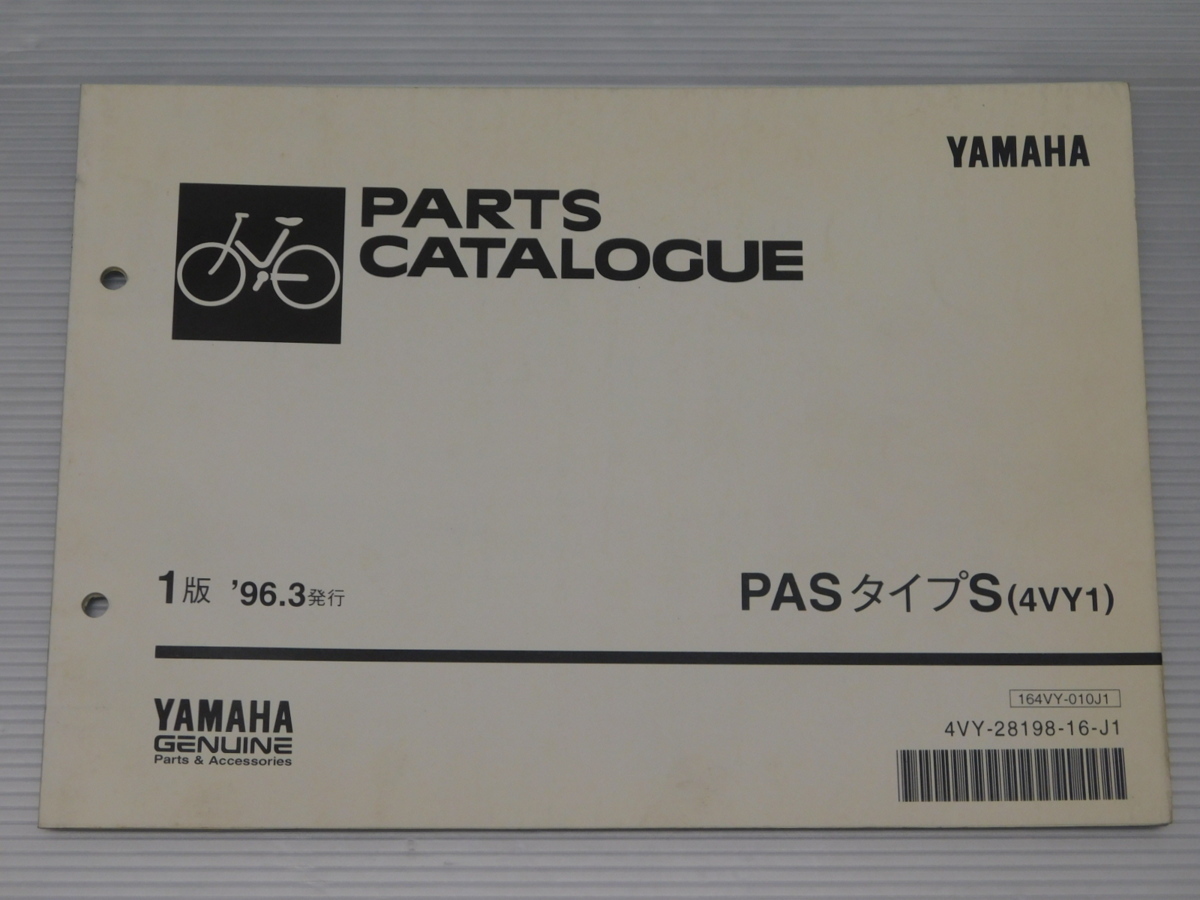 YAMAHA
PARTS
CATALOGUE
1版 ’96.3発行
PASタイプS(4VY1)
164VY-010J1
4VY-28198-16-J1
YAMAHA
GENUINE
Parts & Accessories